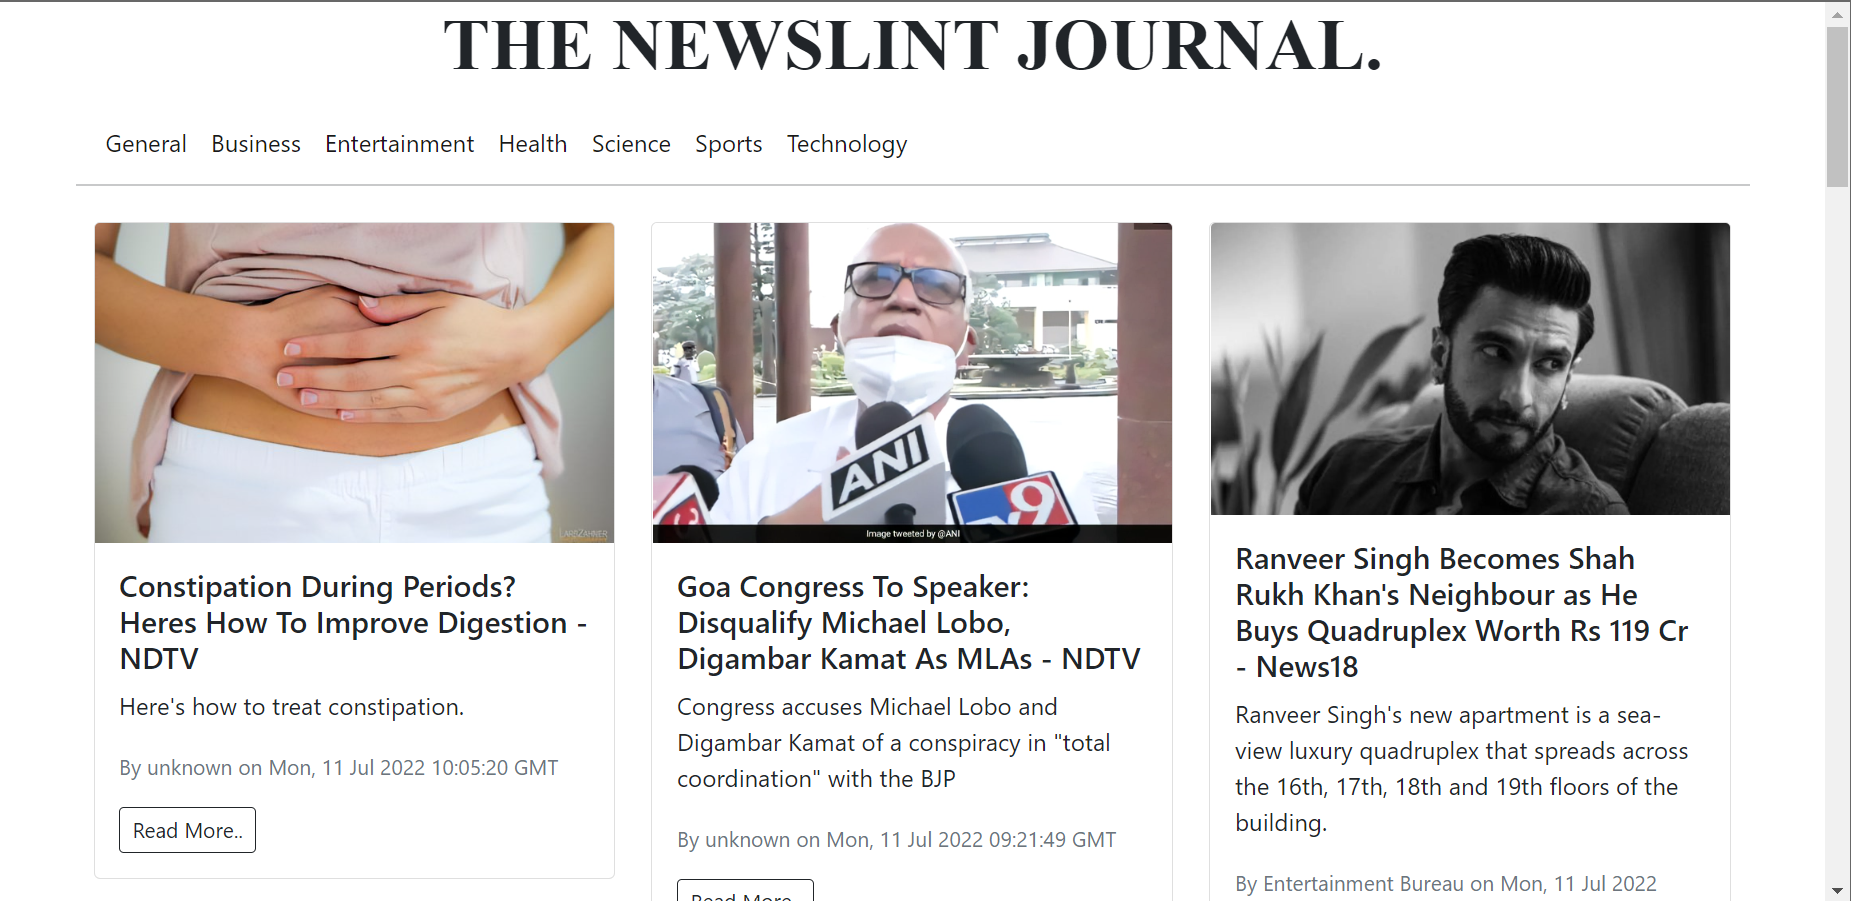 THE NEWSLINT JOURNAL.
General Business Entertainment Health Science Sports Technology
LARSZAHNER
Constipation During Periods?
Heres How To Improve Digestion -
NDTV
Here's how to treat constipation.
By unknown on Mon, 11 Jul 2022 10:05:20 GMT
Read More..
ANI
9
Image tweeted by @ANI
Goa Congress To Speaker:
Disqualify Michael Lobo,
Digambar Kamat As MLAs - NDTV
Congress accuses Michael Lobo and
Digambar Kamat of a conspiracy in "total
coordination" with the BJP
By unknown on Mon, 11 Jul 2022 09:21:49 GMT
Read More..
Ranveer Singh Becomes Shah
Rukh Khan's Neighbour as He
Buys Quadruplex Worth Rs 119 Cr
- News18
Ranveer Singh's new apartment is a sea-
view luxury quadruplex that spreads across
the 16th, 17th, 18th and 19th floors of the
building.
By Entertainment Bureau on Mon, 11 Jul 2022